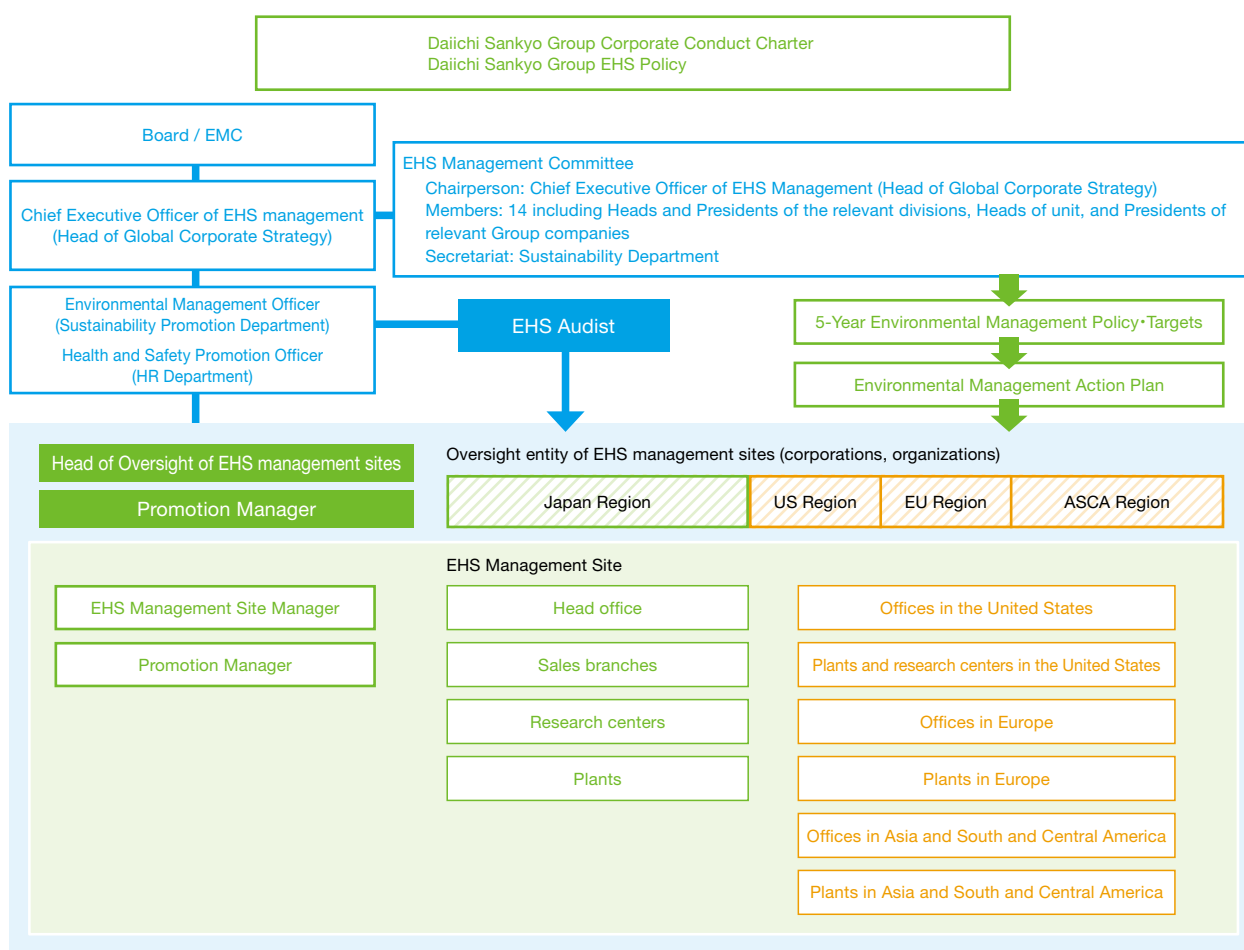 Daiichi Sankyo Group Corporate Conduct Charter
Daiichi Sankyo Group EHS Policy
Board / EMC
Chief Executive Officer of EHS management
(Head of Global Corporate Strategy)
EHS Management Committee
Chairperson: Chief Executive Officer of EHS Management (Head of Global Corporate Strategy)
Members: 14 including Heads and Presidents of the relevant divisions, Heads of unit, and Presidents of
relevant Group companies
Secretariat: Sustainability Department
Environmental Management Officer
(Sustainability Promotion Department)
Health and Safety Promotion Officer
(HR Department)
EHS Audist
5-Year Environmental Management Policy•Targets
Environmental Management Action Plan
Head of Oversight of EHS management sites
Promotion Manager
Oversight entity of EHS management sites (corporations, organizations)
Japan Region
US Region
EU Region
ASCA Region
EHS Management Site Manager
Promotion Manager
EHS Management Site
Head office
Sales branches
Research centers
Plants
Offices in the United States
Plants and research centers in the United States
Offices in Europe
Plants in Europe
Offices in Asia and South and Central America
Plants in Asia and South and Central America